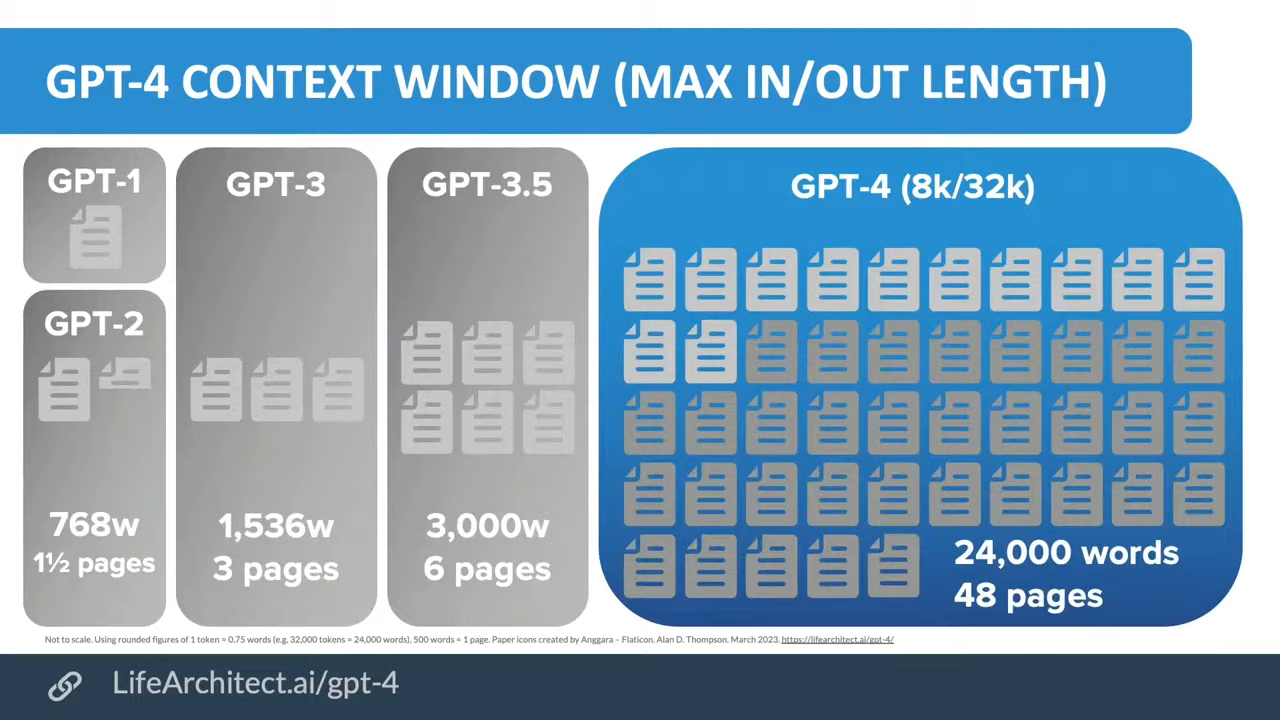 GPT-4 CONTEXT WINDOW (MAX IN/OUT LENGTH)
GPT-1
GPT-2
768w
1½ pages
GPT-3
1,536w
3 pages
GPT-3.5
3,000w
6 pages
GPT-4 (8k/32k)
24,000 words
48 pages
Not to scale. Using rounded figures of 1 token ≈ 0.75 words (e.g. 32,000 tokens ≈ 24,000 words), 500 words ≈ 1 page. Paper icons created by Anggara – Flaticon. Alan D. Thompson. March 2023. https://lifearchitect.ai/gpt-4/
LifeArchitect.ai/gpt-4